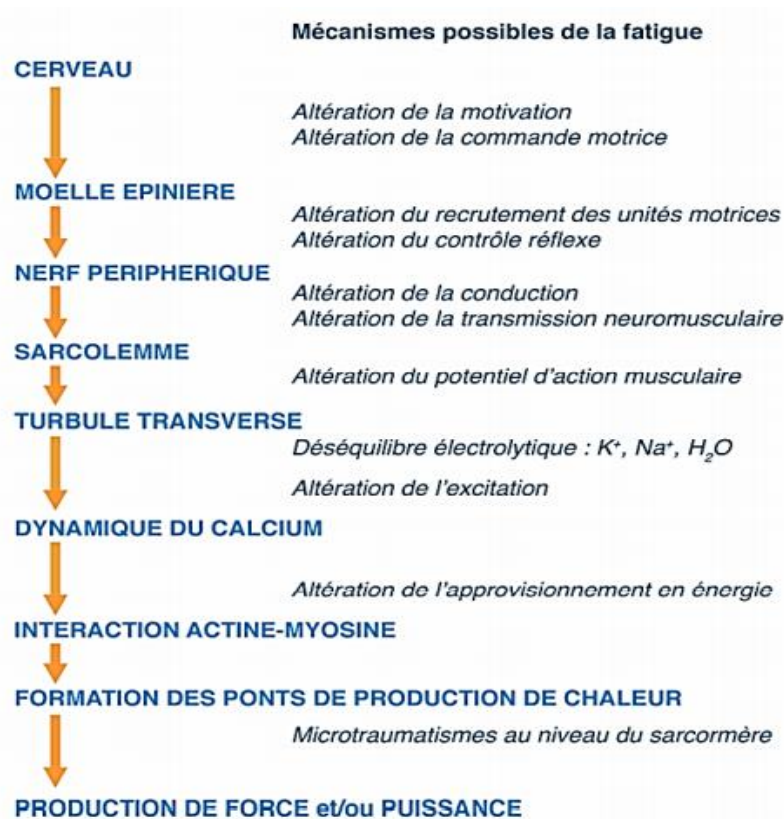 Mécanismes possibles de la fatigue
CERVEAU
Altération de la motivation
Altération de la commande motrice
MOELLE EPINIERE
Altération du recrutement des unités motrices
Altération du contrôle réflexe
NERF PERIPHERIQUE
Altération de la conduction
Altération de la transmission neuromusculaire
SARCOLEMME
Altération du potentiel d'action musculaire
TURBULE TRANSVERSE
Déséquilibre électrolytique : K⁺, Na⁺, H₂O
Altération de l'excitation
DYNAMIQUE DU CALCIUM
Altération de l'approvisionnement en énergie
INTERACTION ACTINE-MYOSINE
FORMATION DES PONTS DE PRODUCTION DE CHALEUR
Microtraumatismes au niveau du sarcormère
PRODUCTION DE FORCE et/ou PUISSANCE